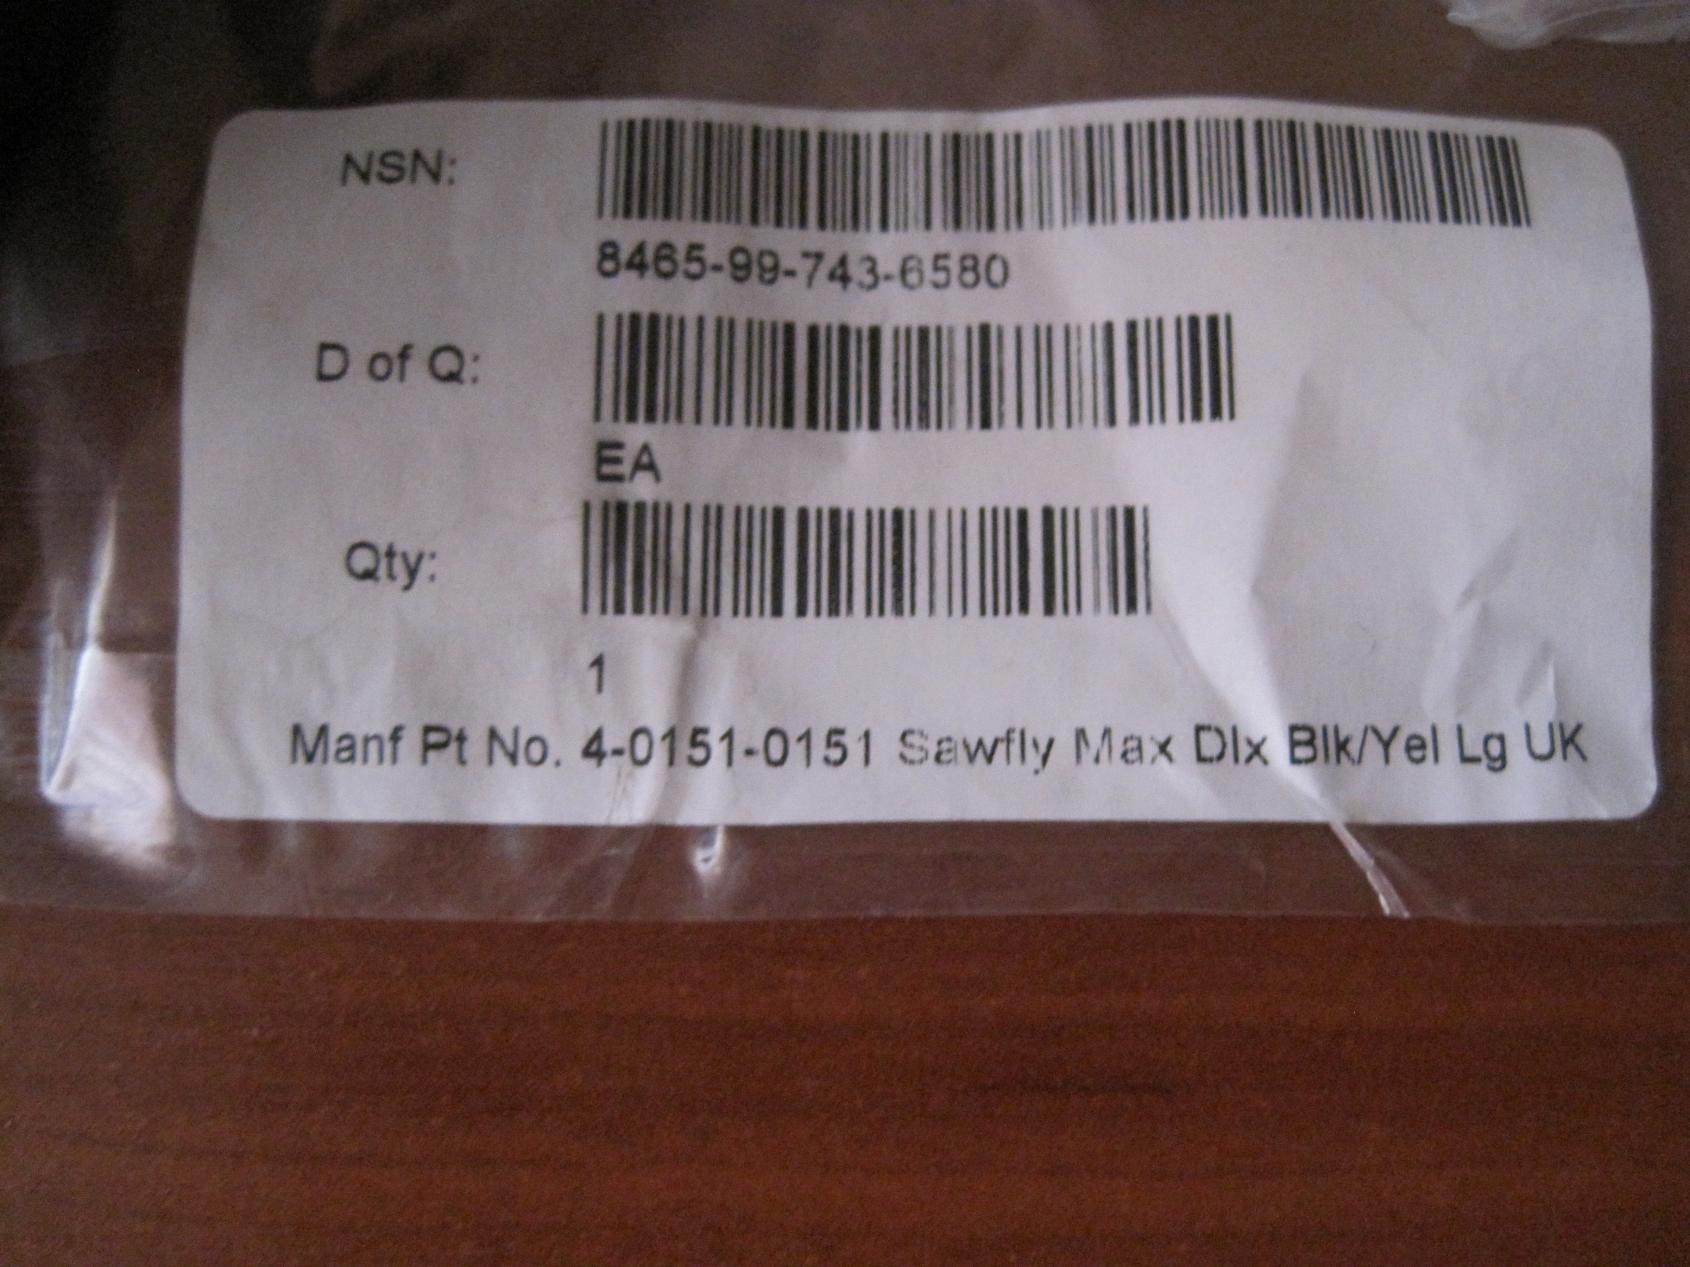 NSN:
8465-99-743-6580
D of Q:
EA
Qty:
1
Manf Pt No. 4-0151-0151 Sawfly Max Dlx Blk/Yel Lg UK